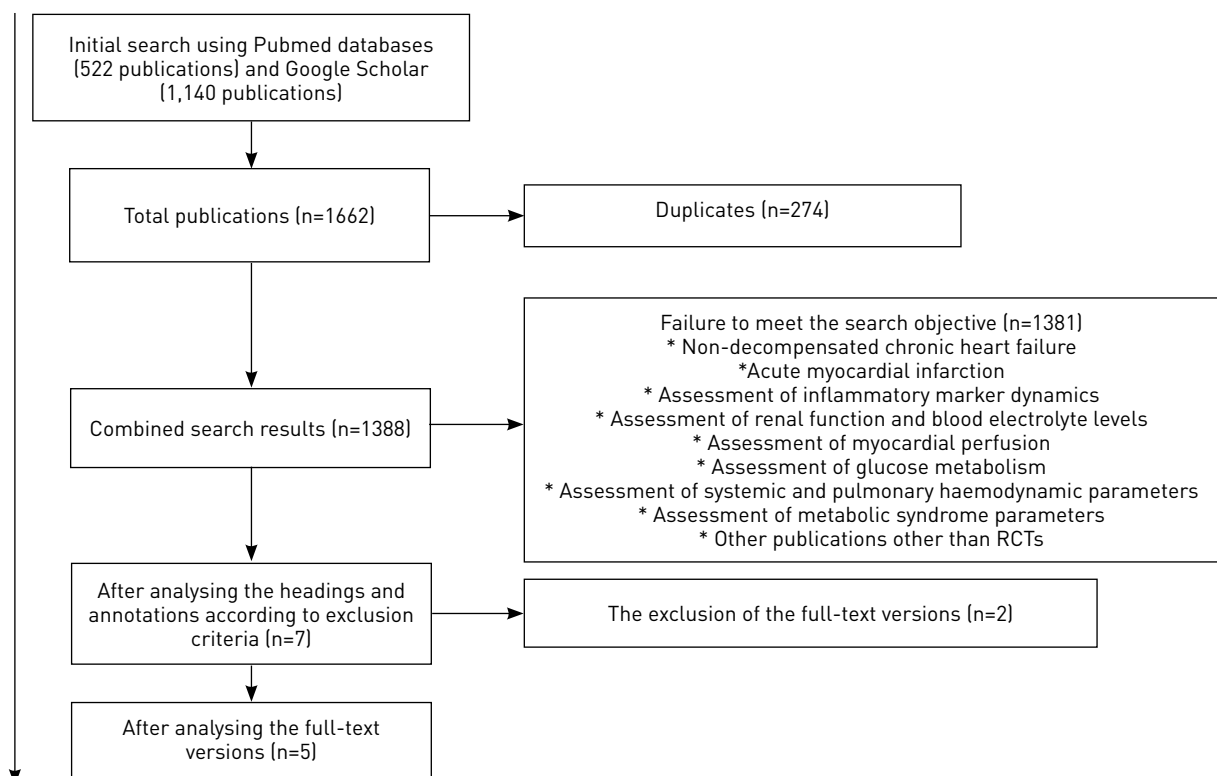 Initial search using Pubmed databases
(522 publications) and Google Scholar
(1,140 publications)
Total publications (n=1662)
Duplicates (n=274)
Combined search results (n=1388)
Failure to meet the search objective (n=1381)
* Non-decompensated chronic heart failure
*Acute myocardial infarction
* Assessment of inflammatory marker dynamics
* Assessment of renal function and blood electrolyte levels
* Assessment of myocardial perfusion
* Assessment of glucose metabolism
* Assessment of systemic and pulmonary haemodynamic parameters
* Assessment of metabolic syndrome parameters
* Other publications other than RCTs
After analysing the headings and
annotations according to exclusion
criteria (n=7)
The exclusion of the full-text versions (n=2)
After analysing the full-text
versions (n=5)